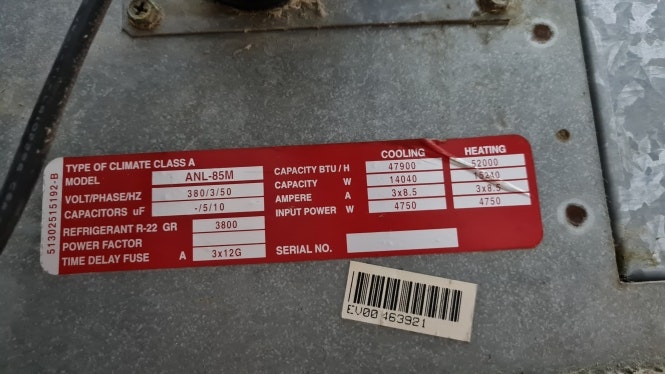 51302515192-B
TYPE OF CLIMATE CLASS A
MODEL ANL-85M
VOLT/PHASE/HZ 380/3/50
CAPACITORS uF -/5/10
REFRIGERANT R-22 GR 3800
POWER FACTOR
TIME DELAY FUSE A 3x12G
COOLING HEATING
CAPACITY BTU/H 47900 52000
CAPACITY W 14040 15240
AMPERE A 3x8.5 3x8.5
INPUT POWER W 4750 4750
SERIAL NO.
EV00463921